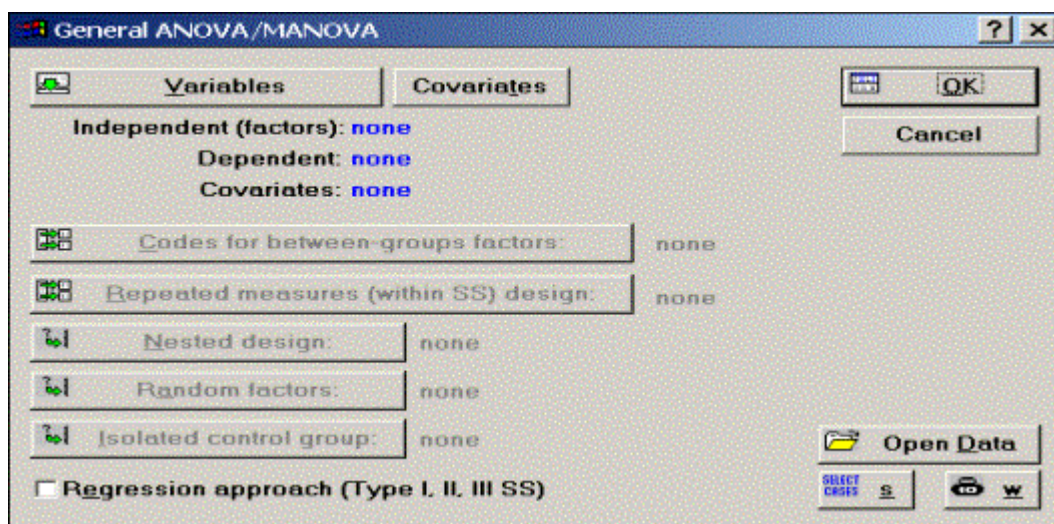 General ANOVA/MANOVA
? ×
Variables
Covariates
OK
Cancel
Independent (factors): none
Dependent: none
Covariates: none
Codes for between-groups factors: none
Repeated measures (within SS) design: none
Nested design: none
Random factors: none
Isolated control group: none
Open Data
Regression approach (Type I, II, III SS)
SELECT CASES S
W